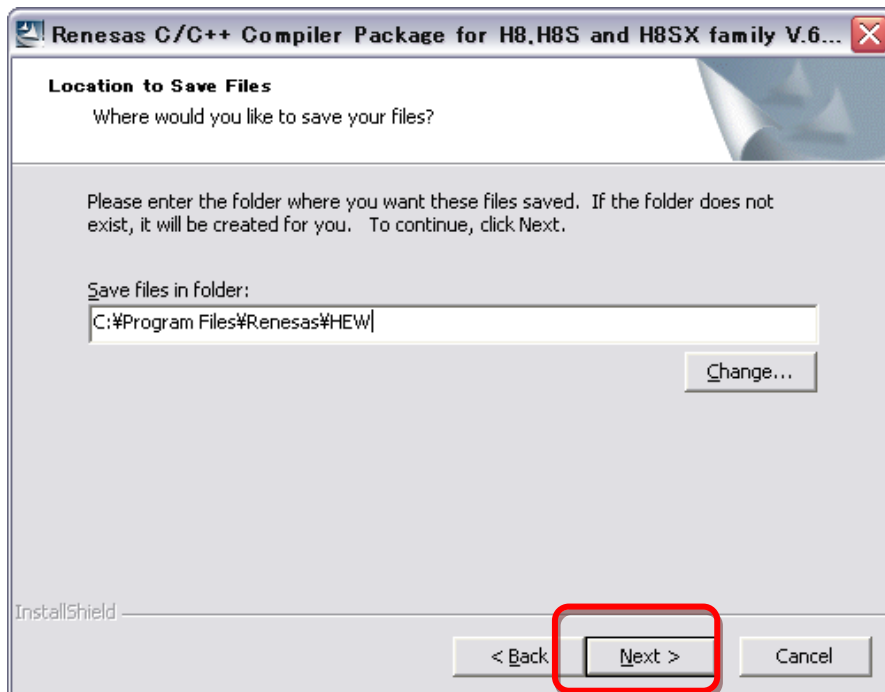 Renesas C/C++ Compiler Package for H8,H8S and H8SX family V.6...
Location to Save Files
Where would you like to save your files?
Please enter the folder where you want these files saved.  If the folder does not
exist, it will be created for you.   To continue, click Next.
Save files in folder:
C:¥Program Files¥Renesas¥HEW
Change...
InstallShield
< Back
Next >
Cancel